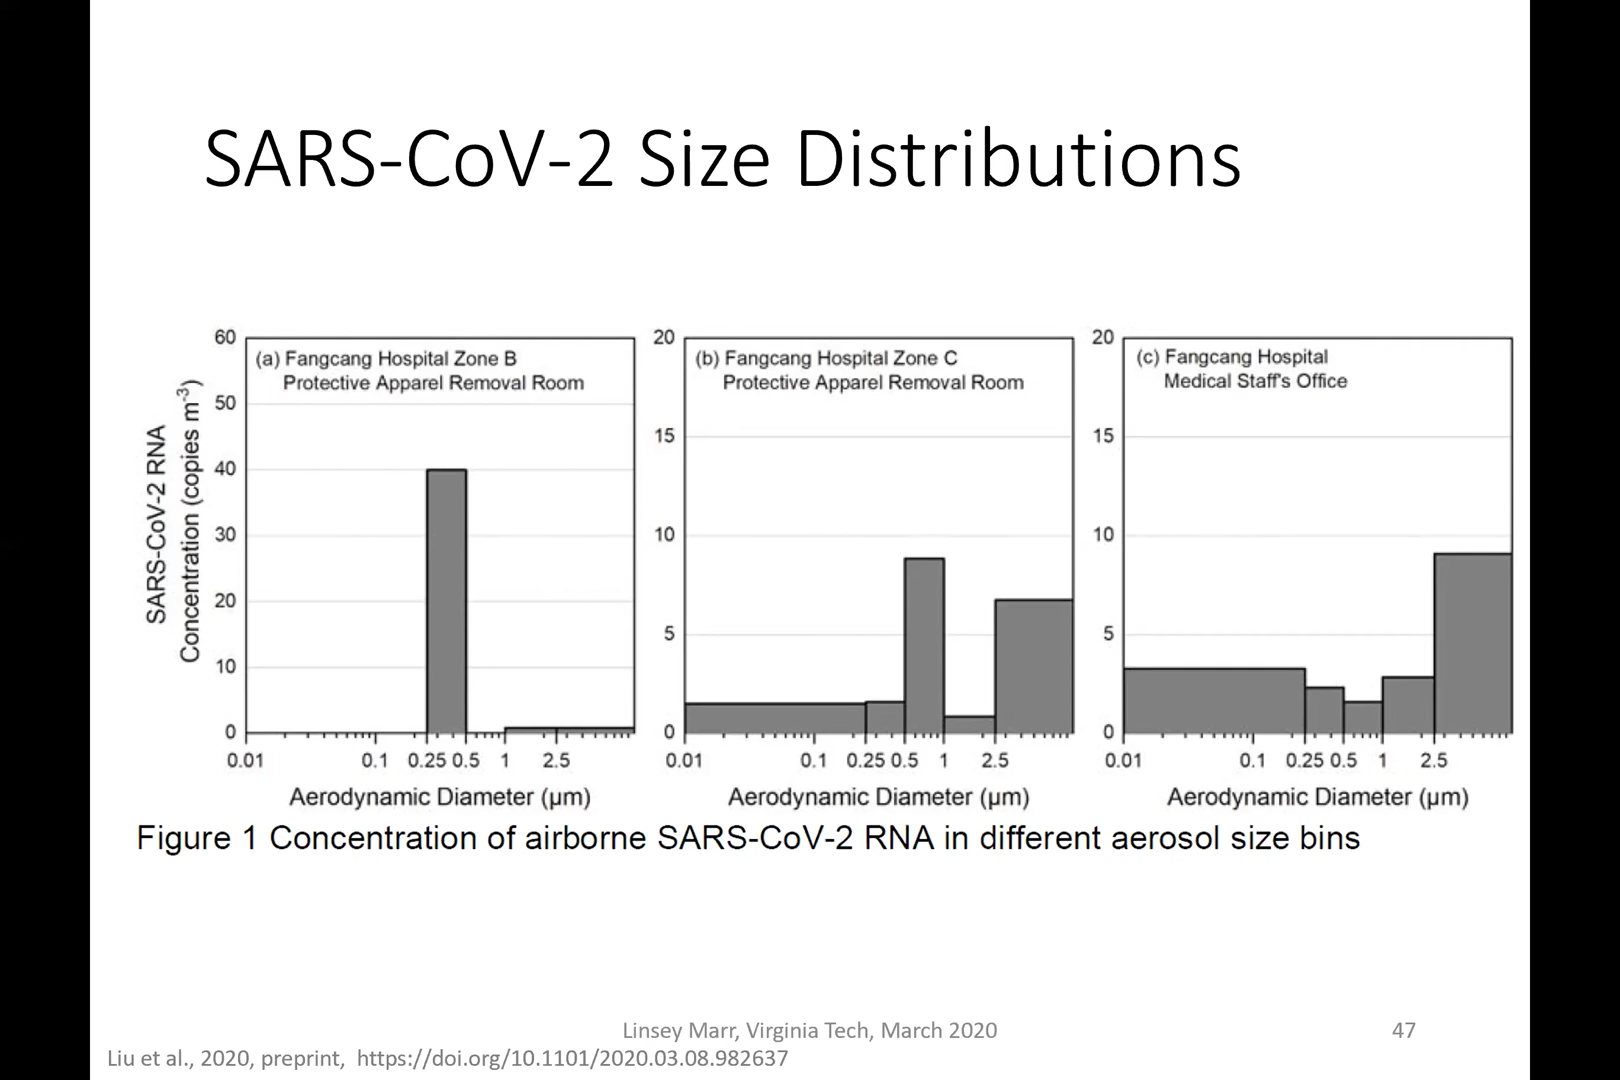 SARS-CoV-2 Size Distributions
SARS-CoV-2 RNA
Concentration (copies m-3)
60
50
40
30
20
10
0
(a) Fangcang Hospital Zone B
Protective Apparel Removal Room
0.01 0.1 0.25 0.5 1 2.5
Aerodynamic Diameter (µm)
20
15
10
5
0
(b) Fangcang Hospital Zone C
Protective Apparel Removal Room
0.01 0.1 0.25 0.5 1 2.5
Aerodynamic Diameter (µm)
20
15
10
5
0
(c) Fangcang Hospital
Medical Staff's Office
0.01 0.1 0.25 0.5 1 2.5
Aerodynamic Diameter (µm)
Figure 1 Concentration of airborne SARS-CoV-2 RNA in different aerosol size bins
Linsey Marr, Virginia Tech, March 2020
47
Liu et al., 2020, preprint, https://doi.org/10.1101/2020.03.08.982637